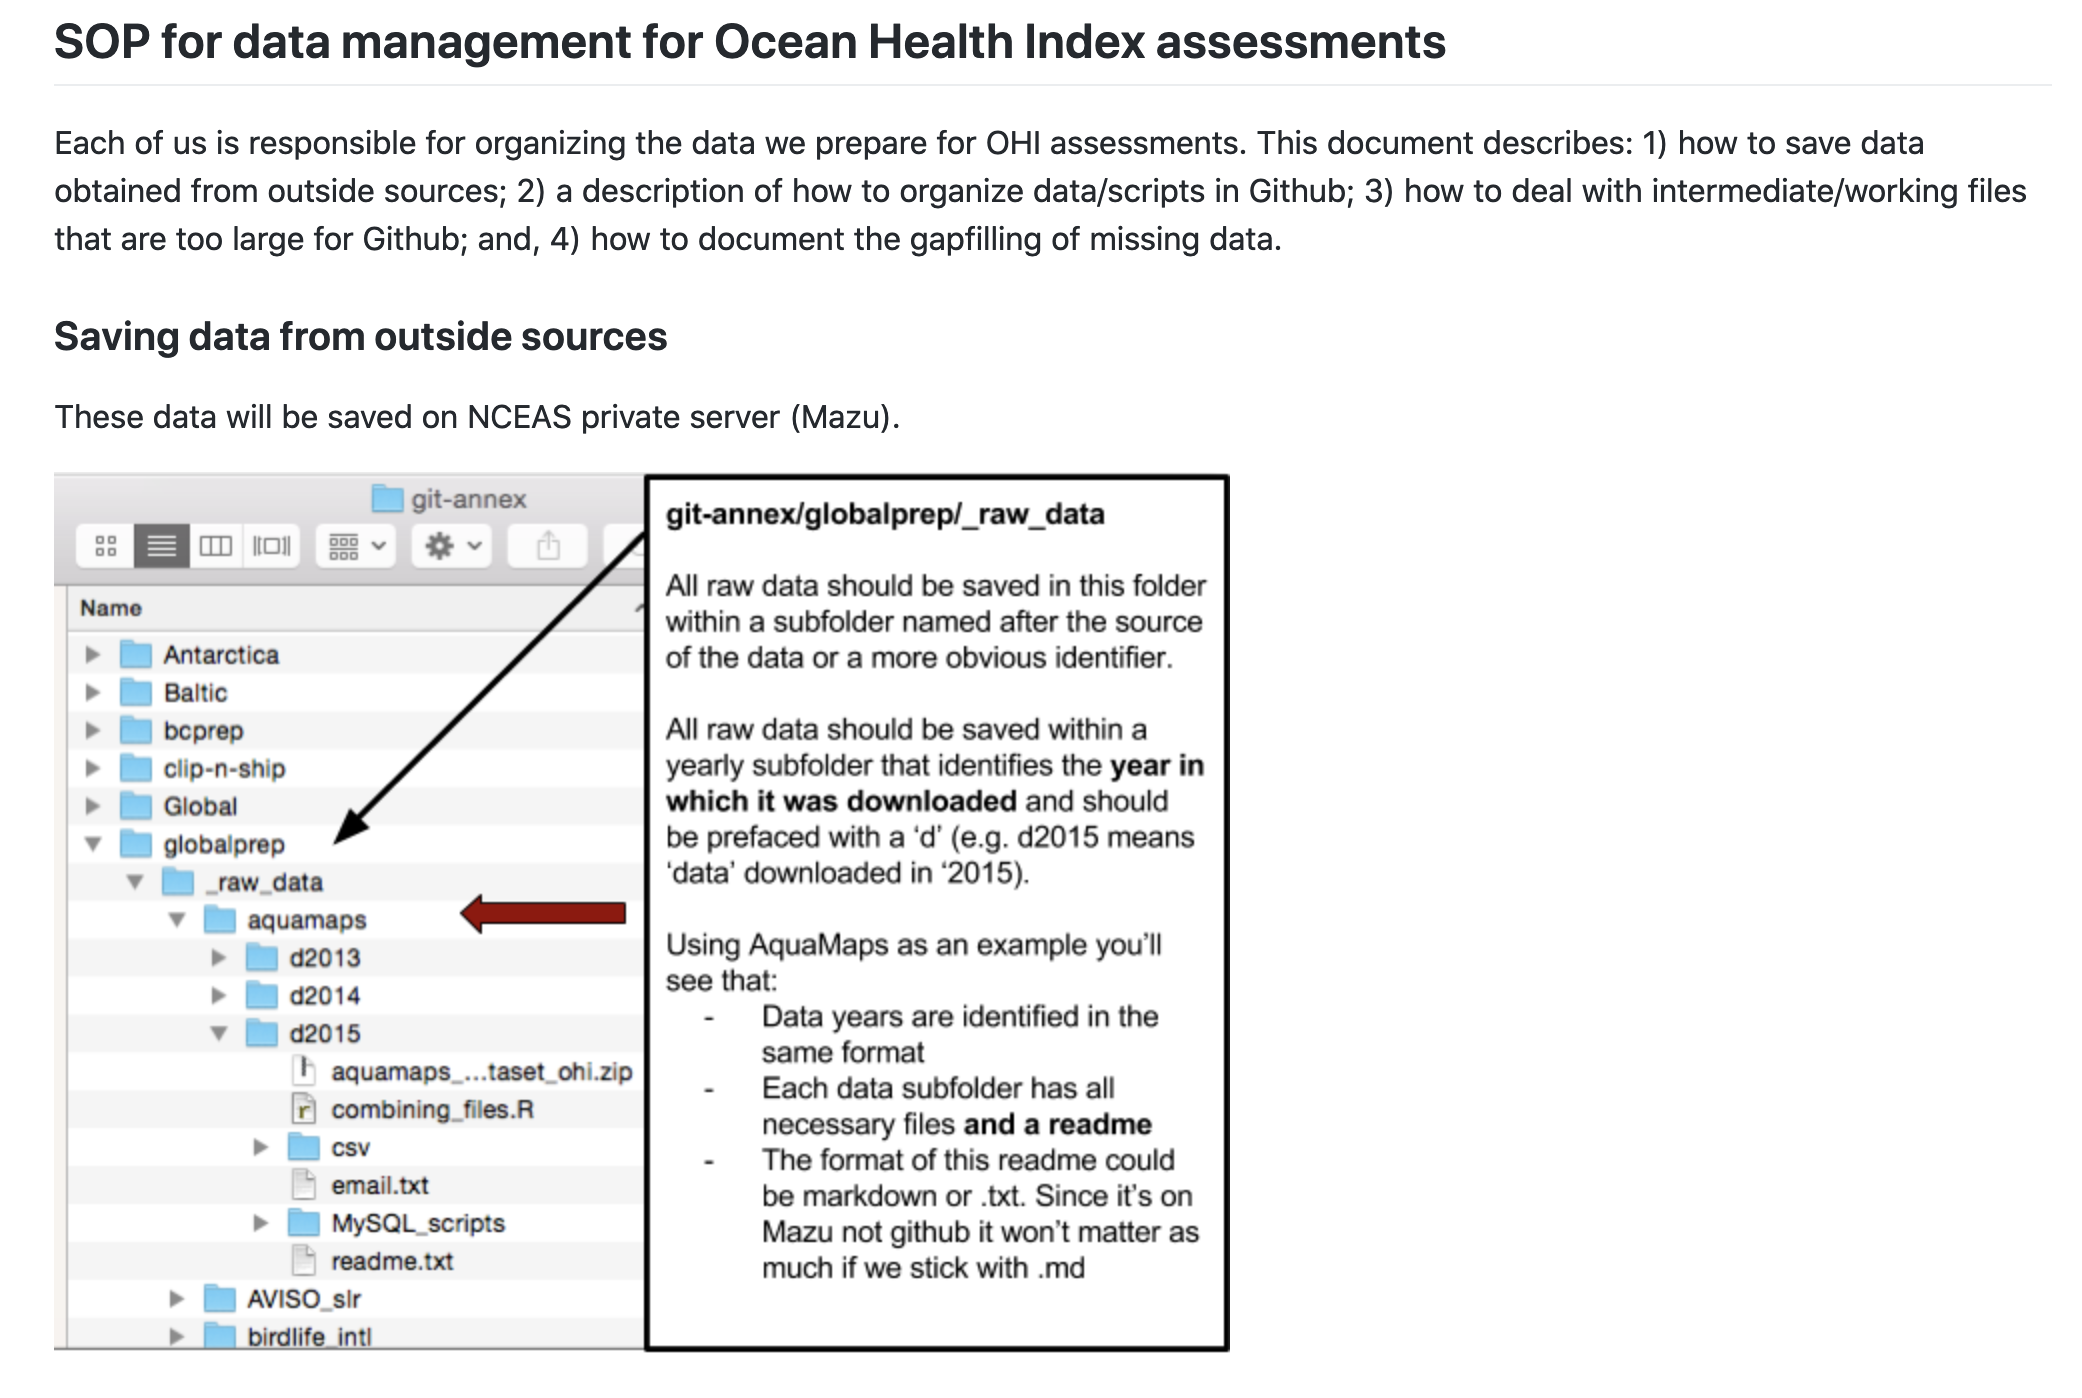 SOP for data management for Ocean Health Index assessments
Each of us is responsible for organizing the data we prepare for OHI assessments. This document describes: 1) how to save data
obtained from outside sources; 2) a description of how to organize data/scripts in Github; 3) how to deal with intermediate/working files
that are too large for Github; and, 4) how to document the gapfilling of missing data.
Saving data from outside sources
These data will be saved on NCEAS private server (Mazu).
git-annex
Name
Antarctica
Baltic
bcprep
clip-n-ship
Global
globalprep
_raw_data
aquamaps
d2013
d2014
d2015
aquamaps_...taset_ohi.zip
combining_files.R
csv
email.txt
MySQL_scripts
readme.txt
AVISO_slr
birdlife_intl
git-annex/globalprep/_raw_data
All raw data should be saved in this folder
within a subfolder named after the source
of the data or a more obvious identifier.
All raw data should be saved within a
yearly subfolder that identifies the year in
which it was downloaded and should
be prefaced with a ‘d’ (e.g. d2015 means
‘data’ downloaded in ‘2015).
Using AquaMaps as an example you’ll
see that:
- Data years are identified in the
same format
- Each data subfolder has all
necessary files and a readme
- The format of this readme could
be markdown or .txt. Since it’s on
Mazu not github it won’t matter as
much if we stick with .md